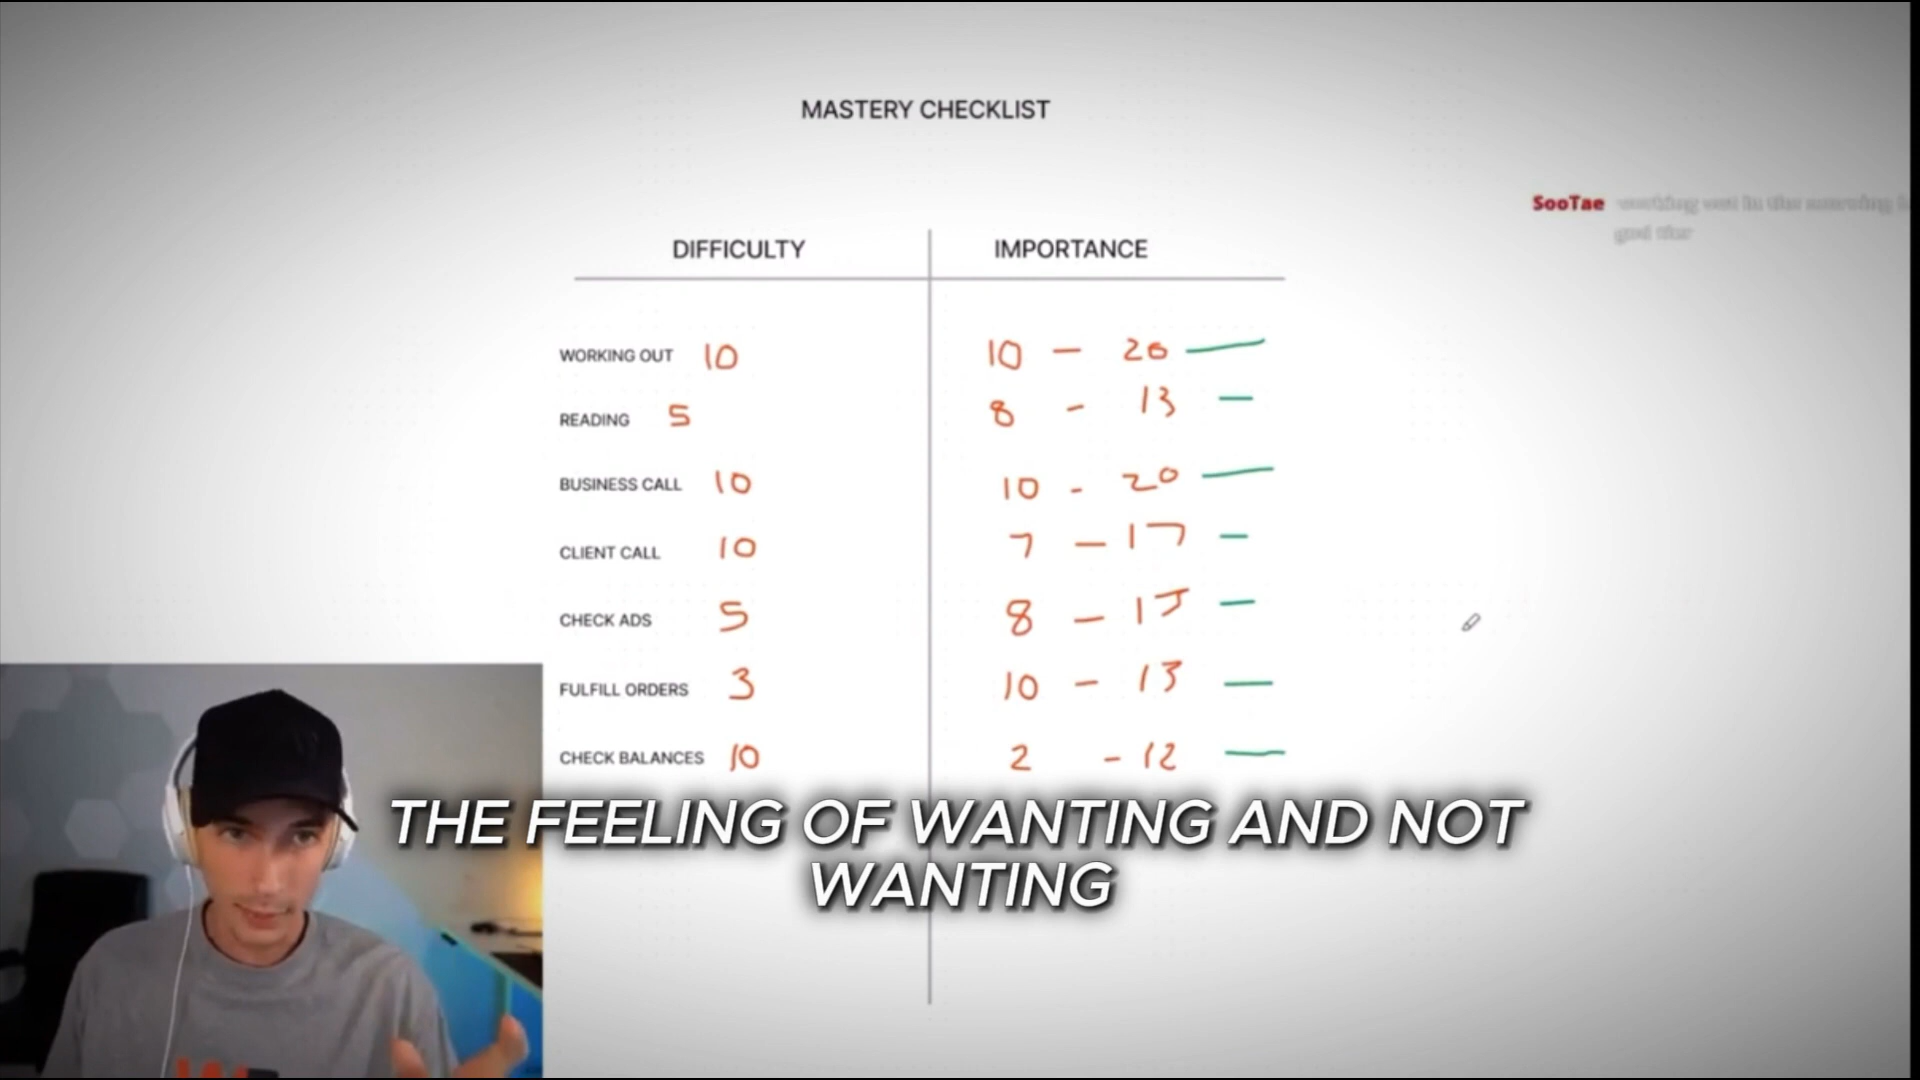 MASTERY CHECKLIST
SooTae
DIFFICULTY IMPORTANCE
WORKING OUT 10 10 - 20
READING 5 8 - 13
BUSINESS CALL 10 10 - 20
CLIENT CALL 10 7 - 17
CHECK ADS 5 8 - 15
FULFILL ORDERS 3 10 - 13
CHECK BALANCES 10 2 - 12
THE FEELING OF WANTING AND NOT
WANTING